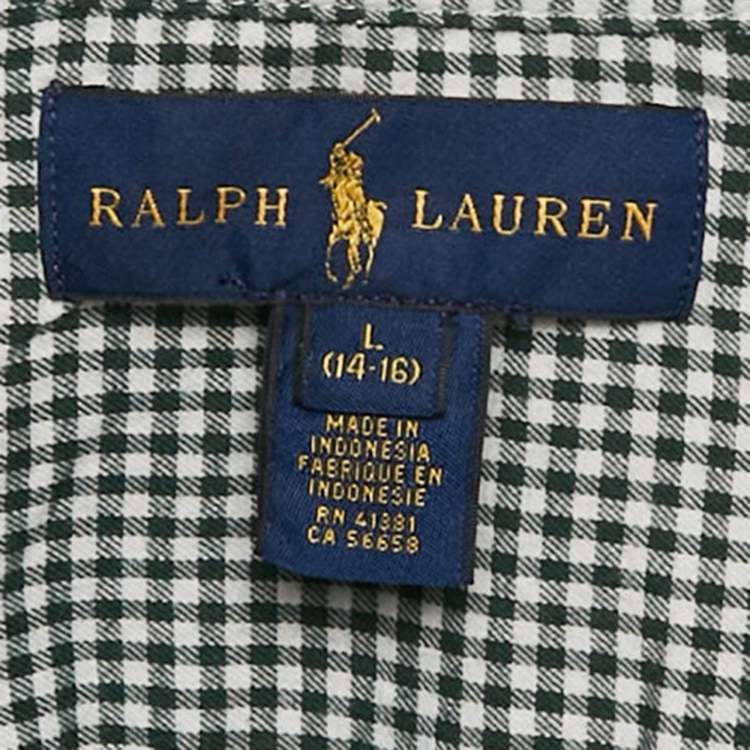 RALPH LAUREN
L
(14-16)
MADE IN
INDONESIA
FABRIQUE EN
INDONESIE
RN 41381
CA 56658